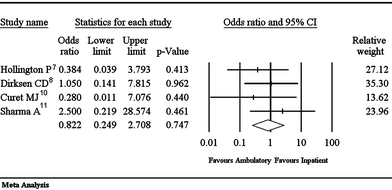 Study name Statistics for each study Odds ratio and 95% CI
Odds ratio Lower limit Upper limit p-Value Relative weight
Hollington P7 0.384 0.039 3.793 0.413 27.12
Dirksen CD8 1.050 0.141 7.815 0.962 35.30
Curet MJ10 0.280 0.011 7.076 0.440 13.62
Sharma A11 2.500 0.219 28.574 0.461 23.96
0.822 0.249 2.708 0.747
0.01 0.1 1 10 100
Favours Ambulatory Favours Inpatient
Meta Analysis